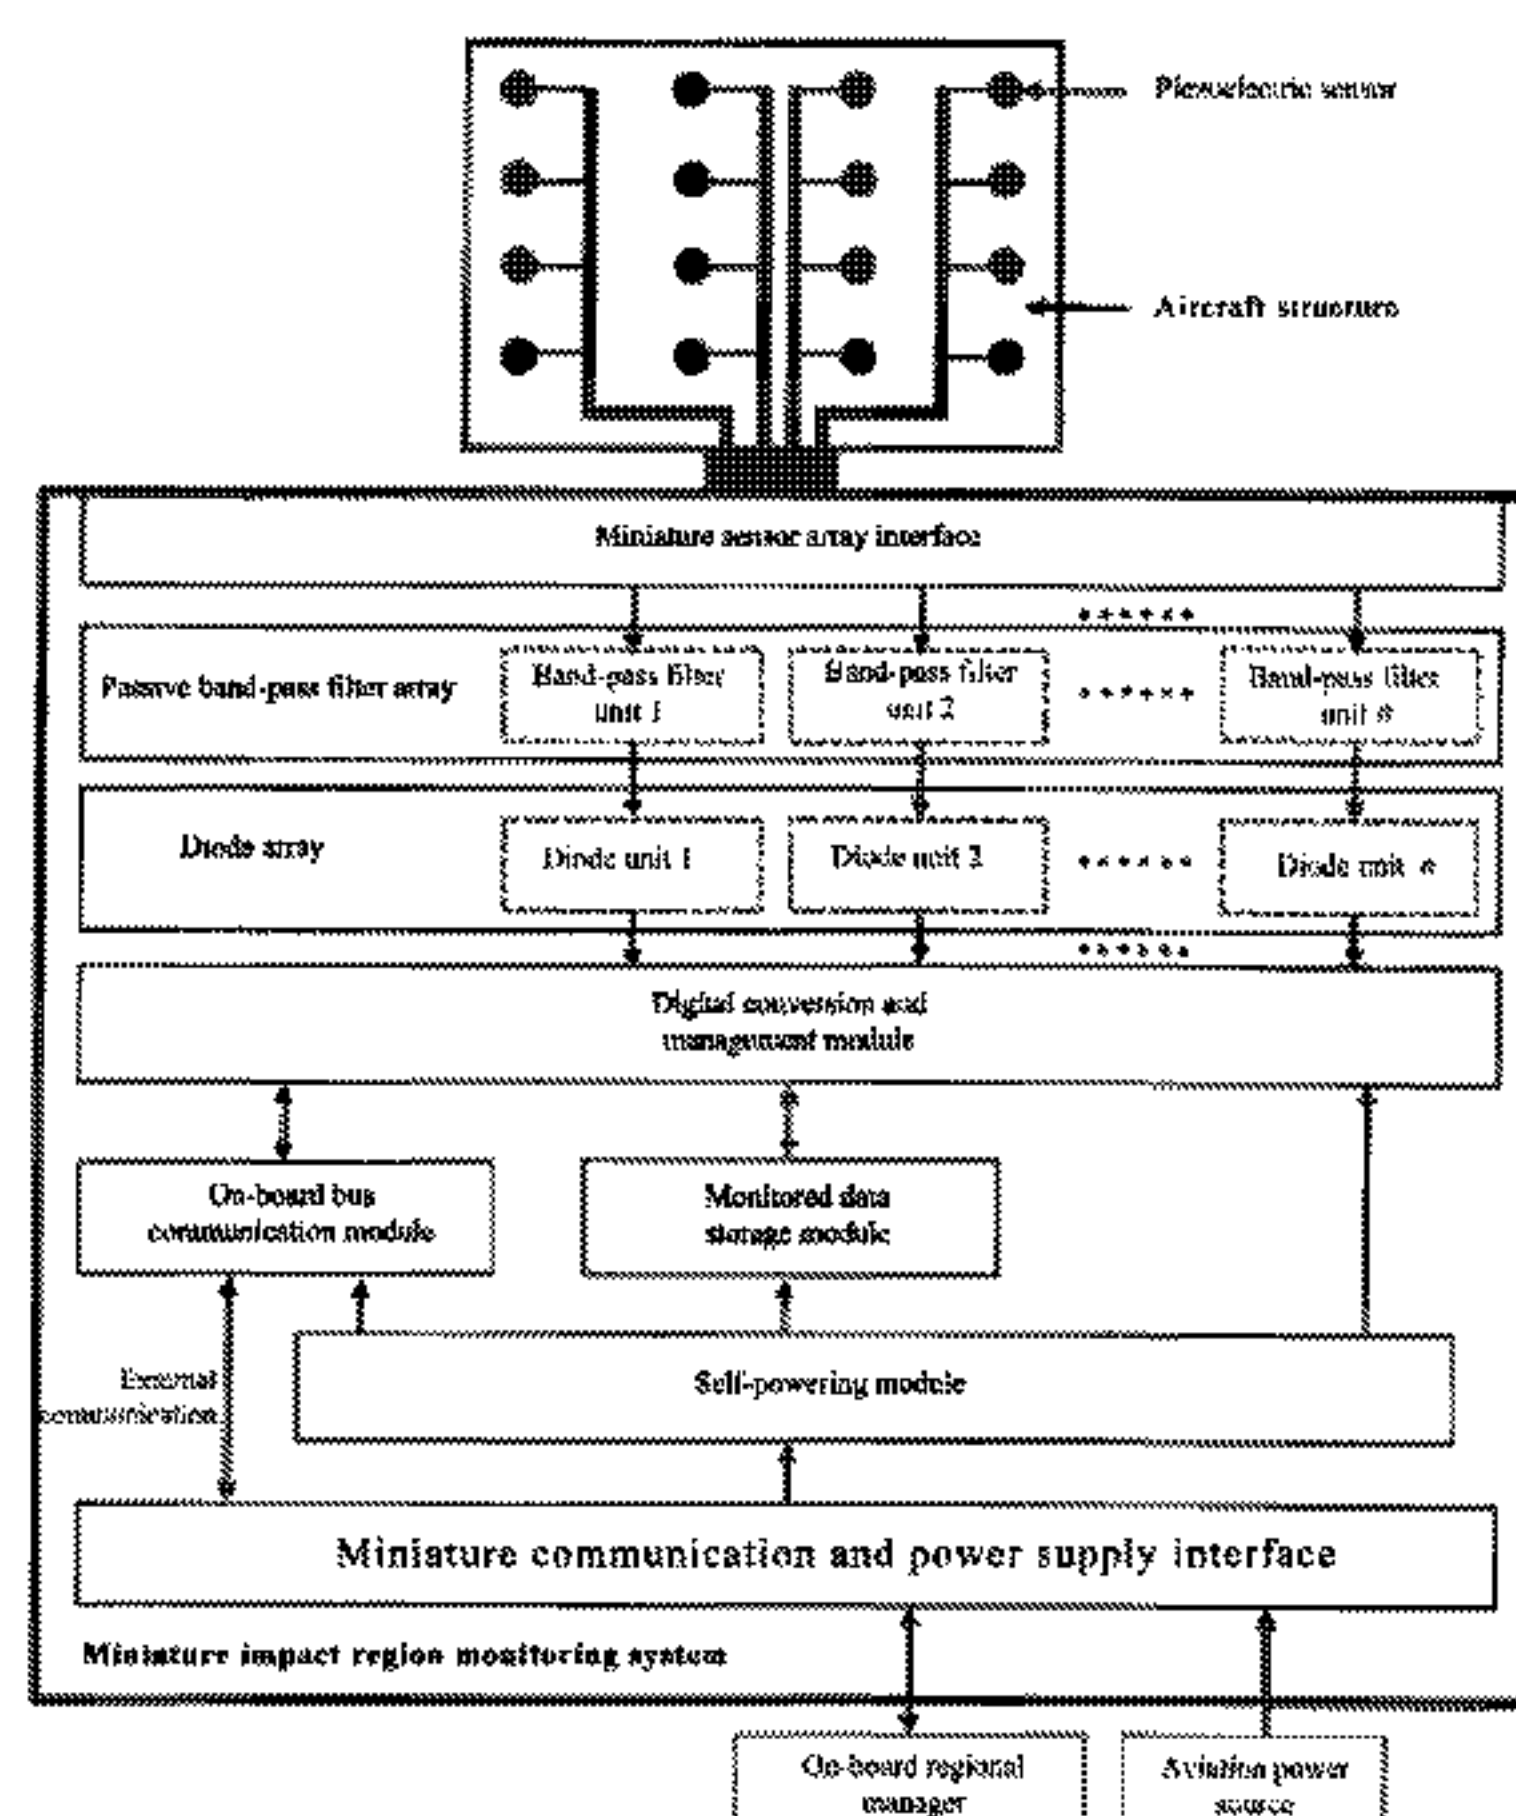 Piezoelectric sensor
Aircraft structure
Miniature sensor array interface
Passive band-pass filter array
Band-pass filter
unit 1
Band-pass filter
unit 2
Band-pass filter
unit n
Diode array
Diode unit 1
Diode unit 2
Diode unit n
Digital conversion and
management module
On-board bus
communication module
Monitored data
storage module
External
communication
Self-powering module
Miniature communication and power supply interface
Miniature impact region monitoring system
On-board regional
manager
Aviation power
source